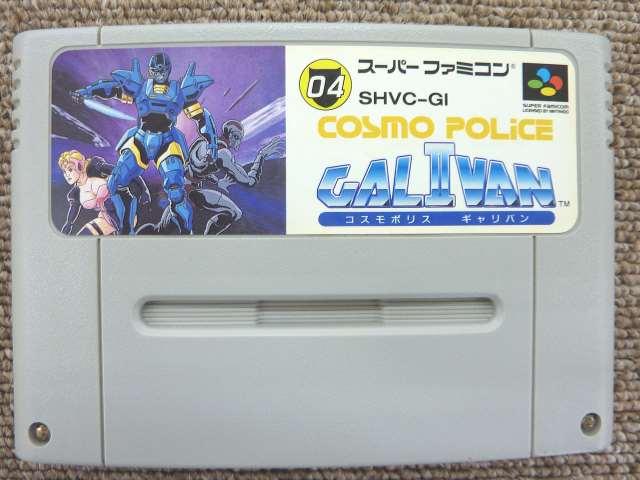 04
スーパーファミコン®
SHVC-GI
SUPER FAMICOM
LICENSED BY NINTENDO
COSMO POLICE
GALIVAN II TM
コスモポリス ギャリバン